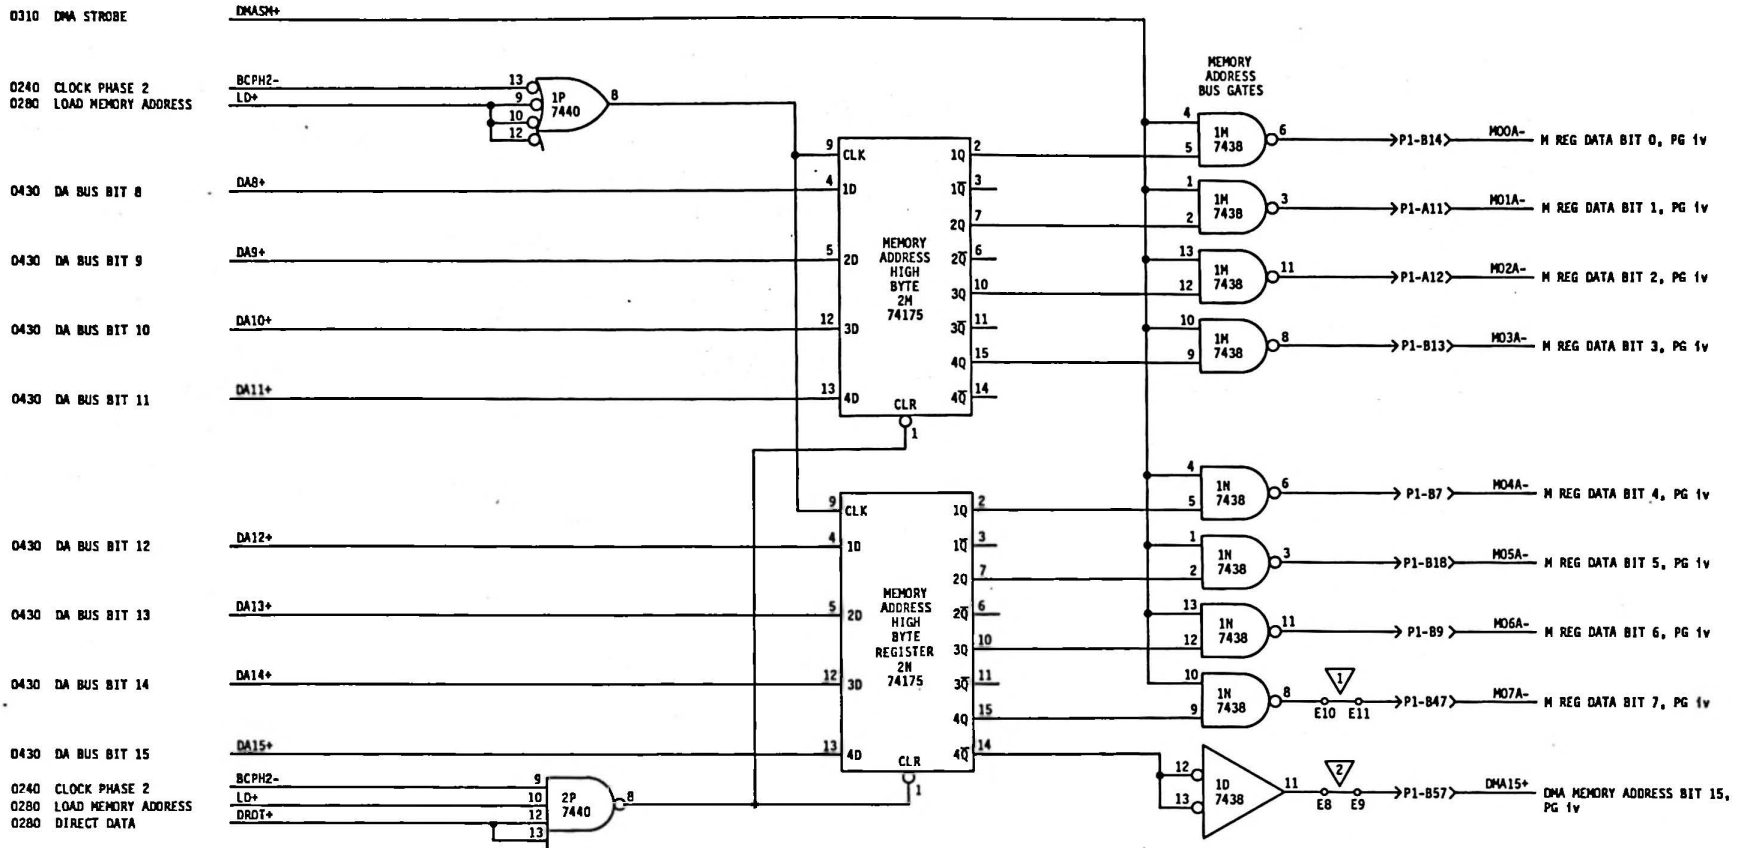 0310 DMA STROBE DMASM+
MEMORY
ADDRESS
BUS GATES
0240 CLOCK PHASE 2 BCPH2- 13
0280 LOAD MEMORY ADDRESS LD+ 9
10
12
1P
7440
8
4
5
1M
7438
6
P1-B14 M00A- M REG DATA BIT 0, PG iv
9 CLK 1Q 2
0430 DA BUS BIT 8 DA8+ 4 1D 1Q 3
1
2
1M
7438
3
P1-A11 M01A- M REG DATA BIT 1, PG iv
2Q 7
0430 DA BUS BIT 9 DA9+ 5 2D 2Q 6
MEMORY
ADDRESS
HIGH
BYTE
2M
74175
13
12
1M
7438
11
P1-A12 M02A- M REG DATA BIT 2, PG iv
3Q 10
0430 DA BUS BIT 10 DA10+ 12 3D 3Q 11
10
9
1M
7438
8
P1-B13 M03A- M REG DATA BIT 3, PG iv
4Q 15
0430 DA BUS BIT 11 DA11+ 13 4D 4Q 14
CLR
1
4
5
1N
7438
6
P1-B7 M04A- M REG DATA BIT 4, PG iv
9 CLK 1Q 2
0430 DA BUS BIT 12 DA12+ 4 1D 1Q 3
1
2
1N
7438
3
P1-B18 M05A- M REG DATA BIT 5, PG iv
2Q 7
0430 DA BUS BIT 13 DA13+ 5 2D 2Q 6
MEMORY
ADDRESS
HIGH
BYTE
REGISTER
2N
74175
13
12
1N
7438
11
P1-B9 M06A- M REG DATA BIT 6, PG iv
3Q 10
0430 DA BUS BIT 14 DA14+ 12 3D 3Q 11
10
9
1N
7438
8
1
E10 E11
P1-B47 M07A- M REG DATA BIT 7, PG iv
4Q 15
0430 DA BUS BIT 15 DA15+ 13 4D 4Q 14
CLR
1
0240 CLOCK PHASE 2 BCPH2- 9
0280 LOAD MEMORY ADDRESS LD+ 10
0280 DIRECT DATA DRDT+ 12
13
2P
7440
8
12
13
1D
7438
11
2
E8 E9
P1-B57 DMA15+ DMA MEMORY ADDRESS BIT 15,
PG iv